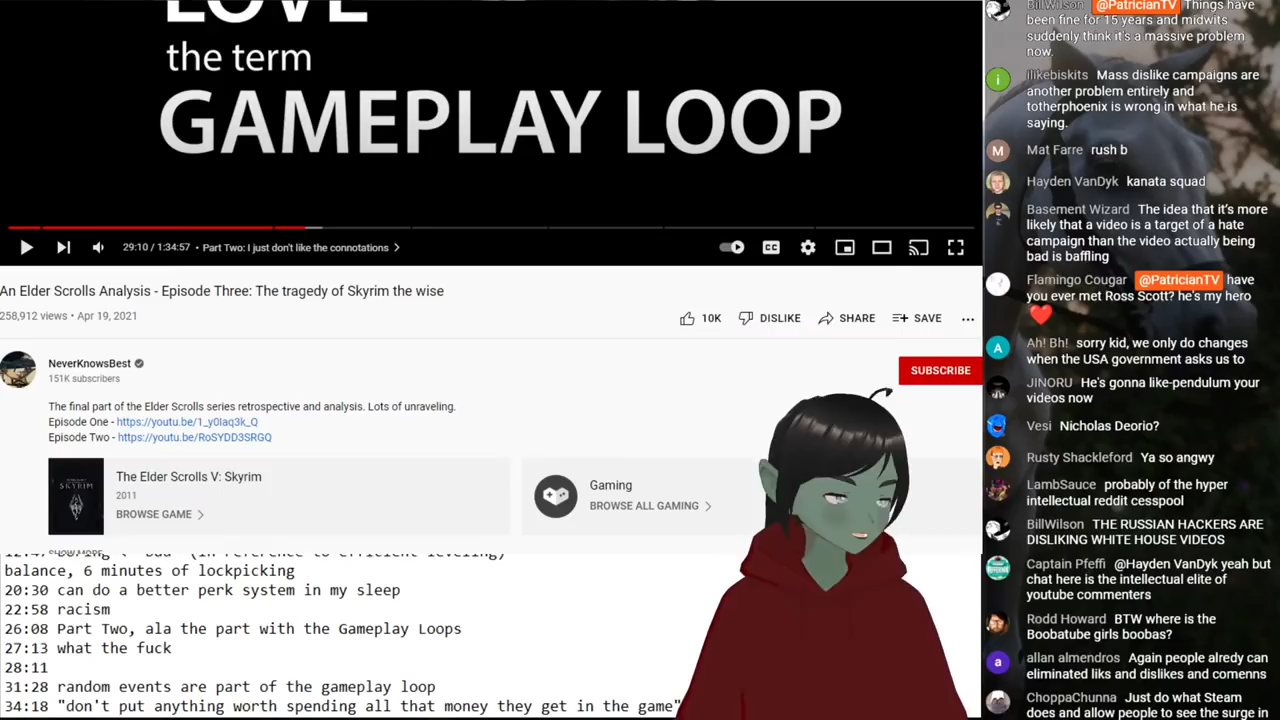 LOVE
the term
GAMEPLAY LOOP
29:10 / 1:34:57 • Part Two: I just don't like the connotations >
CC
An Elder Scrolls Analysis - Episode Three: The tragedy of Skyrim the wise
258,912 views • Apr 19, 2021
10K
DISLIKE
SHARE
SAVE
NeverKnowsBest
151K subscribers
SUBSCRIBE
The final part of the Elder Scrolls series retrospective and analysis. Lots of unraveling.
Episode One - https://youtu.be/1_y0Iaq3k_Q
Episode Two - https://youtu.be/RoSYDD3SRGQ
SKYRIM
The Elder Scrolls V: Skyrim
2011
BROWSE GAME >
Gaming
BROWSE ALL GAMING >
(in reference to efficient leveling)
balance, 6 minutes of lockpicking
20:30 can do a better perk system in my sleep
22:58 racism
26:08 Part Two, ala the part with the Gameplay Loops
27:13 what the fuck
28:11
31:28 random events are part of the gameplay loop
34:18 "don't put anything worth spending all that money they get in the game"
BillWilson @PatricianTV Things have
been fine for 15 years and midwits
suddenly think it's a massive problem
now.
i
ilikebiskits Mass dislike campaigns are
another problem entirely and
totherphoenix is wrong in what he is
saying.
M
Mat Farre rush b
Hayden VanDyk kanata squad
Basement Wizard The idea that it's more
likely that a video is a target of a hate
campaign than the video actually being
bad is baffling
Flamingo Cougar @PatricianTV have
you ever met Ross Scott? he's my hero
❤️
A
Ah! Bh! sorry kid, we only do changes
when the USA government asks us to
JINORU He's gonna like-pendulum your
videos now
Vesi Nicholas Deorio?
Rusty Shackleford Ya so angwy
LambSauce probably of the hyper
intellectual reddit cesspool
BillWilson THE RUSSIAN HACKERS ARE
DISLIKING WHITE HOUSE VIDEOS
Captain Pfeffi @Hayden VanDyk yeah but
chat here is the intellectual elite of
youtube commenters
Rodd Howard BTW where is the
Boobatube girls boobas?
a
allan almendros Again people alredy can
eliminated liks and dislikes and comenns
ChoppaChunna Just do what Steam
does and allow people to see the surge in